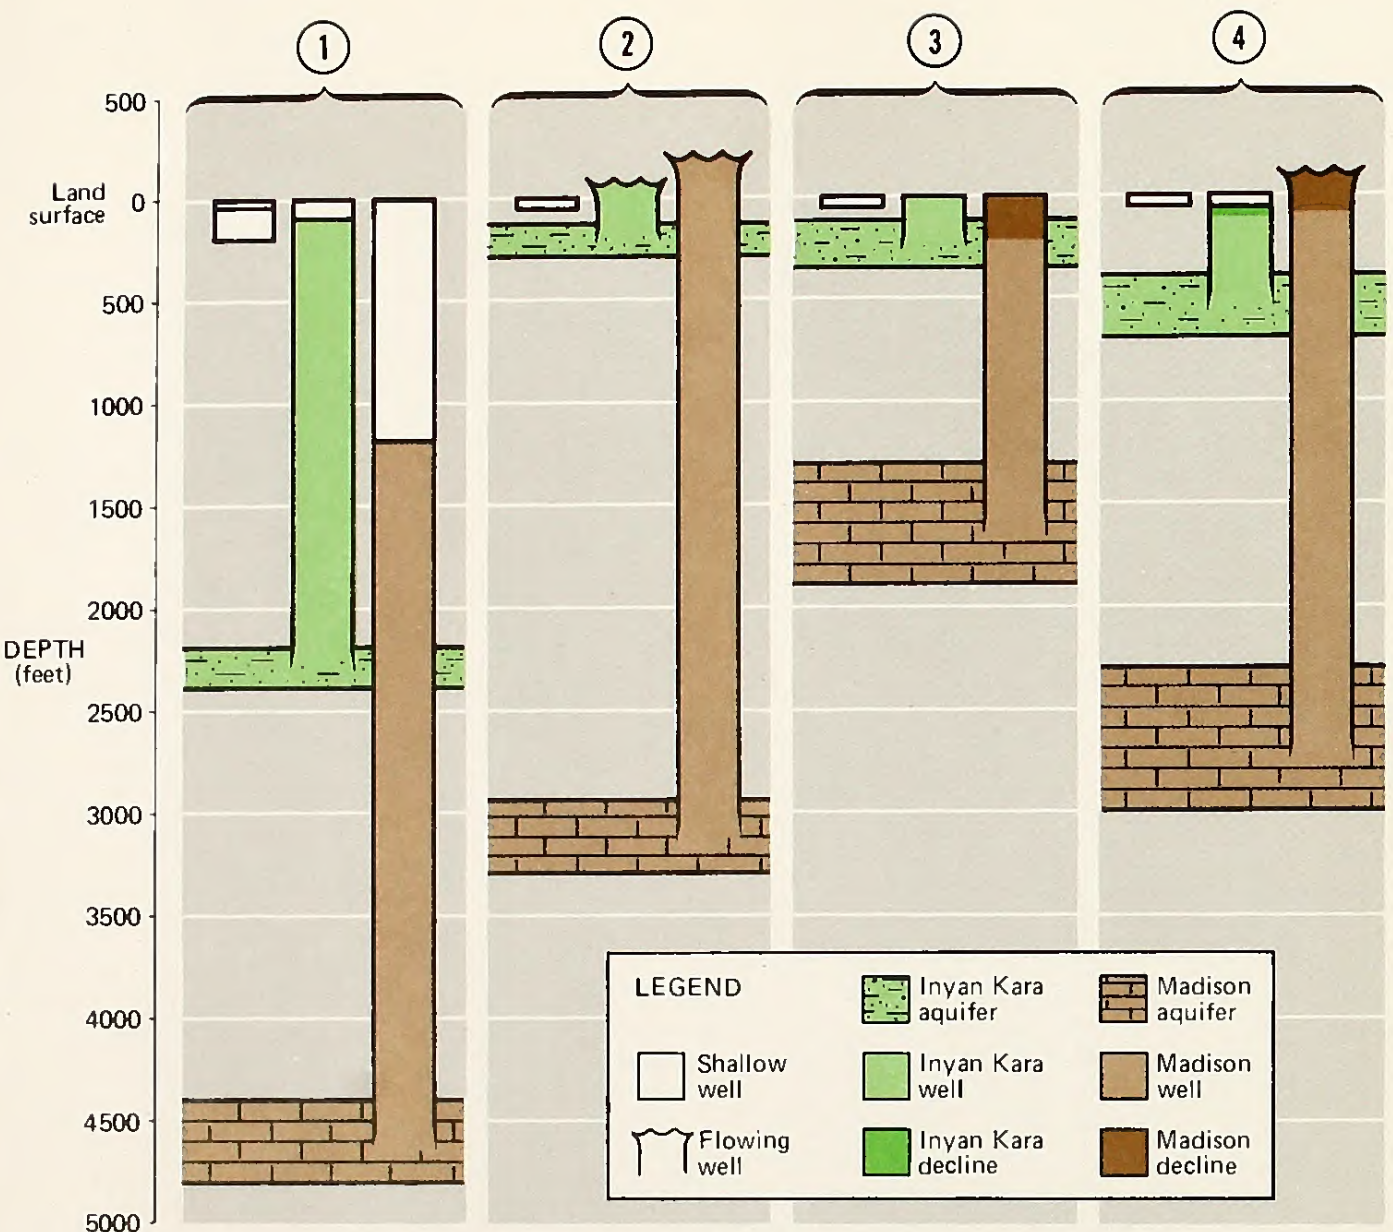 1
2
3
4
500
Land
surface
0
500
1000
1500
2000
DEPTH
(feet)
2500
3000
3500
4000
4500
5000
LEGEND
Shallow
well
Flowing
well
Inyan Kara
aquifer
Inyan Kara
well
Inyan Kara
decline
Madison
aquifer
Madison
well
Madison
decline